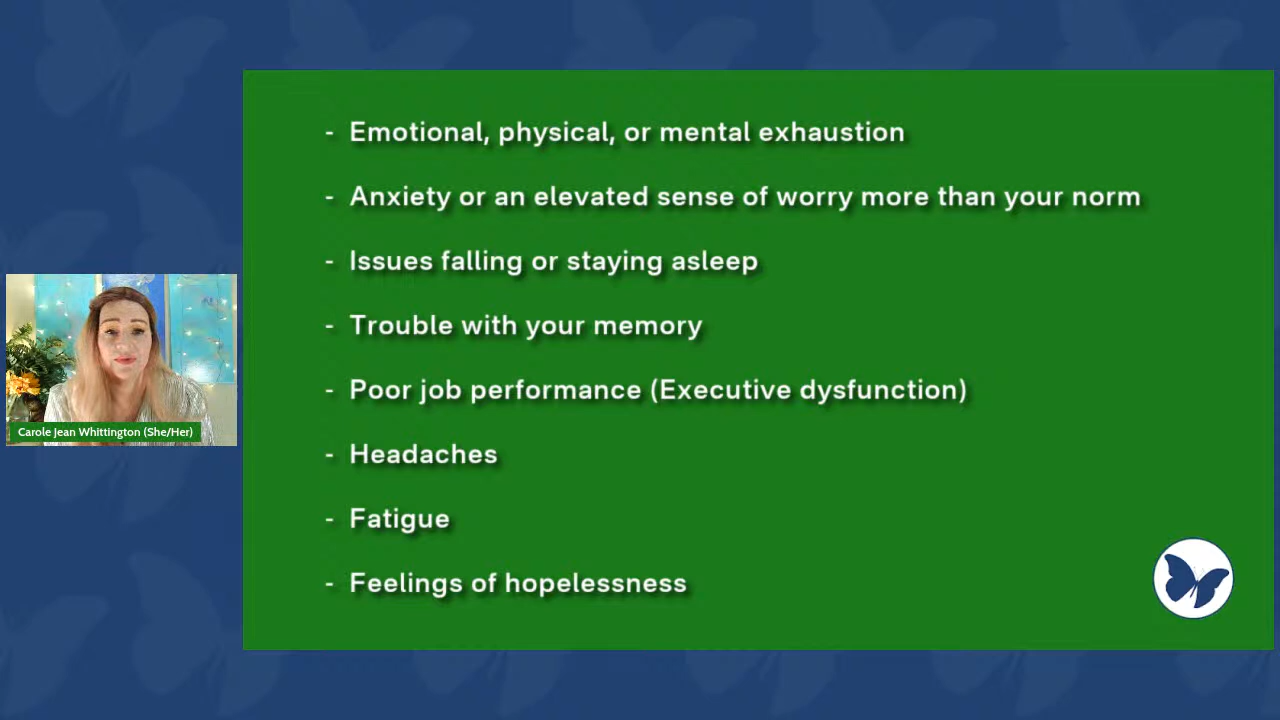 - Emotional, physical, or mental exhaustion
- Anxiety or an elevated sense of worry more than your norm
- Issues falling or staying asleep
- Trouble with your memory
- Poor job performance (Executive dysfunction)
- Headaches
- Fatigue
- Feelings of hopelessness
Carole Jean Whittington (She/Her)